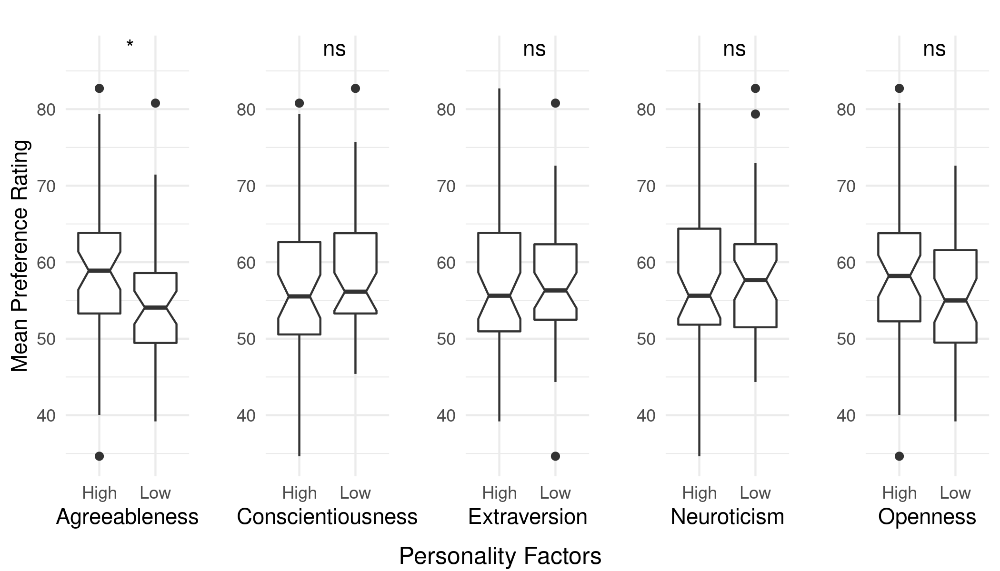 * ns ns ns ns
Mean Preference Rating
80 80 80 80 80
70 70 70 70 70
60 60 60 60 60
50 50 50 50 50
40 40 40 40 40
High Low High Low High Low High Low High Low
Agreeableness Conscientiousness Extraversion Neuroticism Openness
Personality Factors